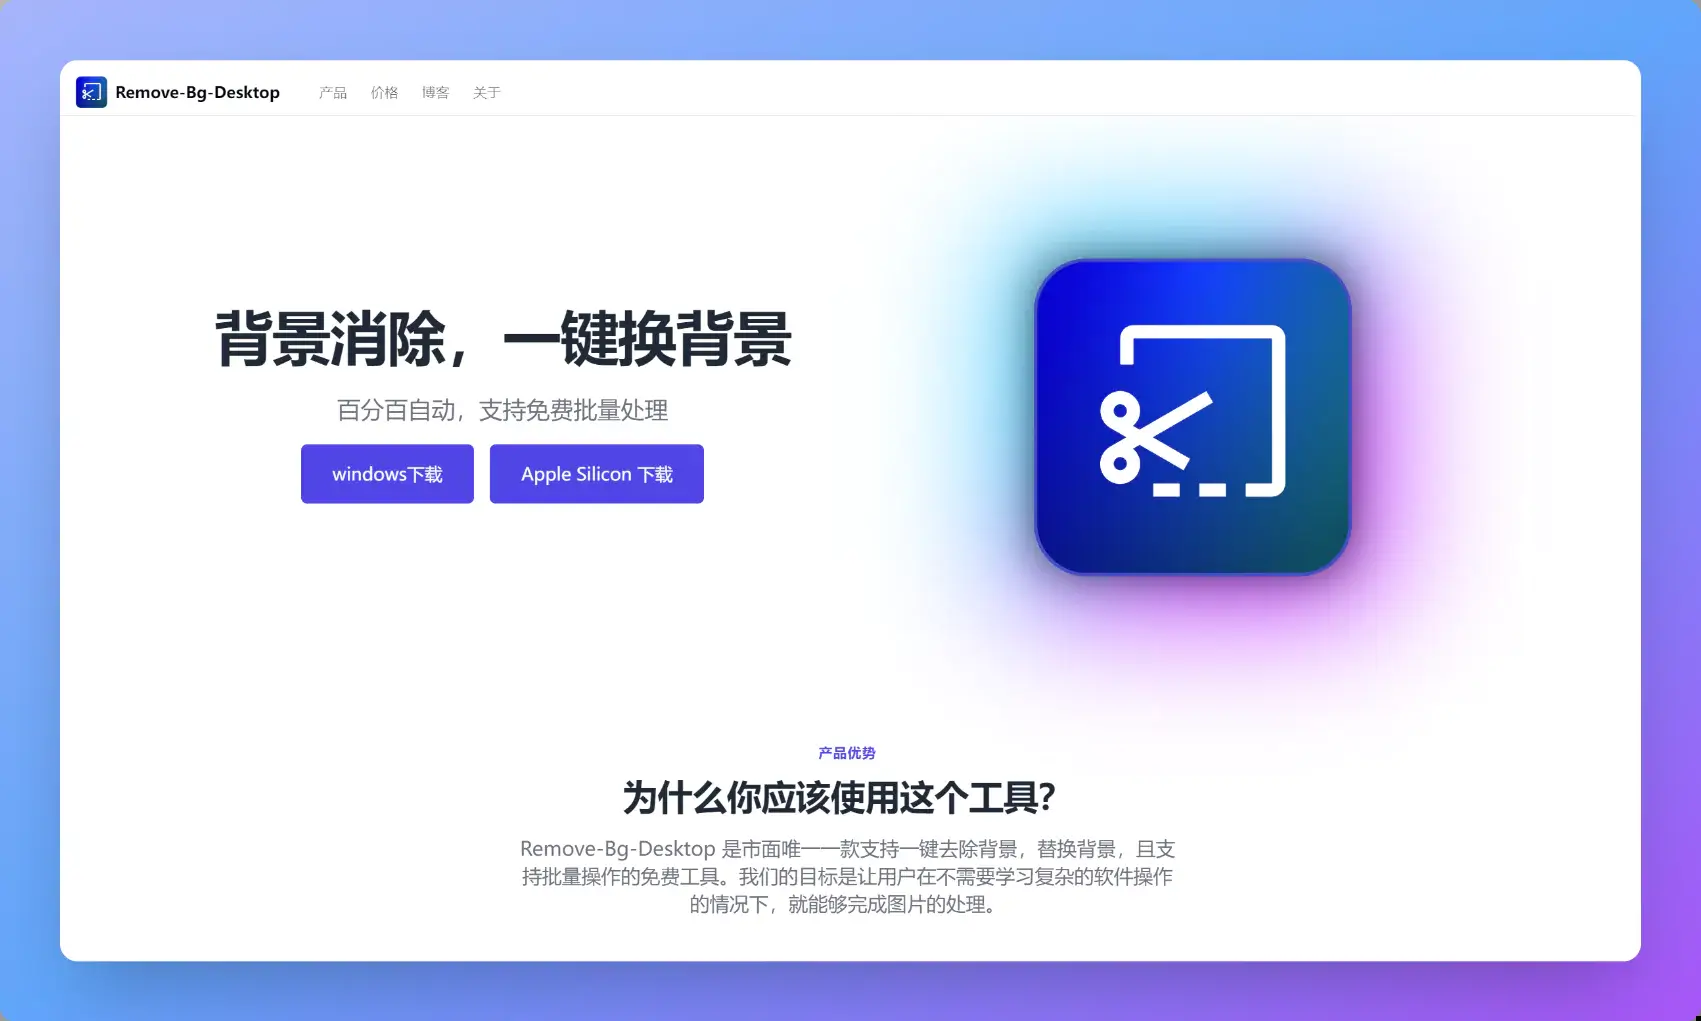 Remove-Bg-Desktop 产品 价格 博客 关于
背景消除，一键换背景
百分百自动，支持免费批量处理
windows下载 Apple Silicon 下载
产品优势
为什么你应该使用这个工具？
Remove-Bg-Desktop 是市面唯一一款支持一键去除背景，替换背景，且支
持批量操作的免费工具。我们的目标是让用户在不需要学习复杂的软件操作
的情况下，就能够完成图片的处理。